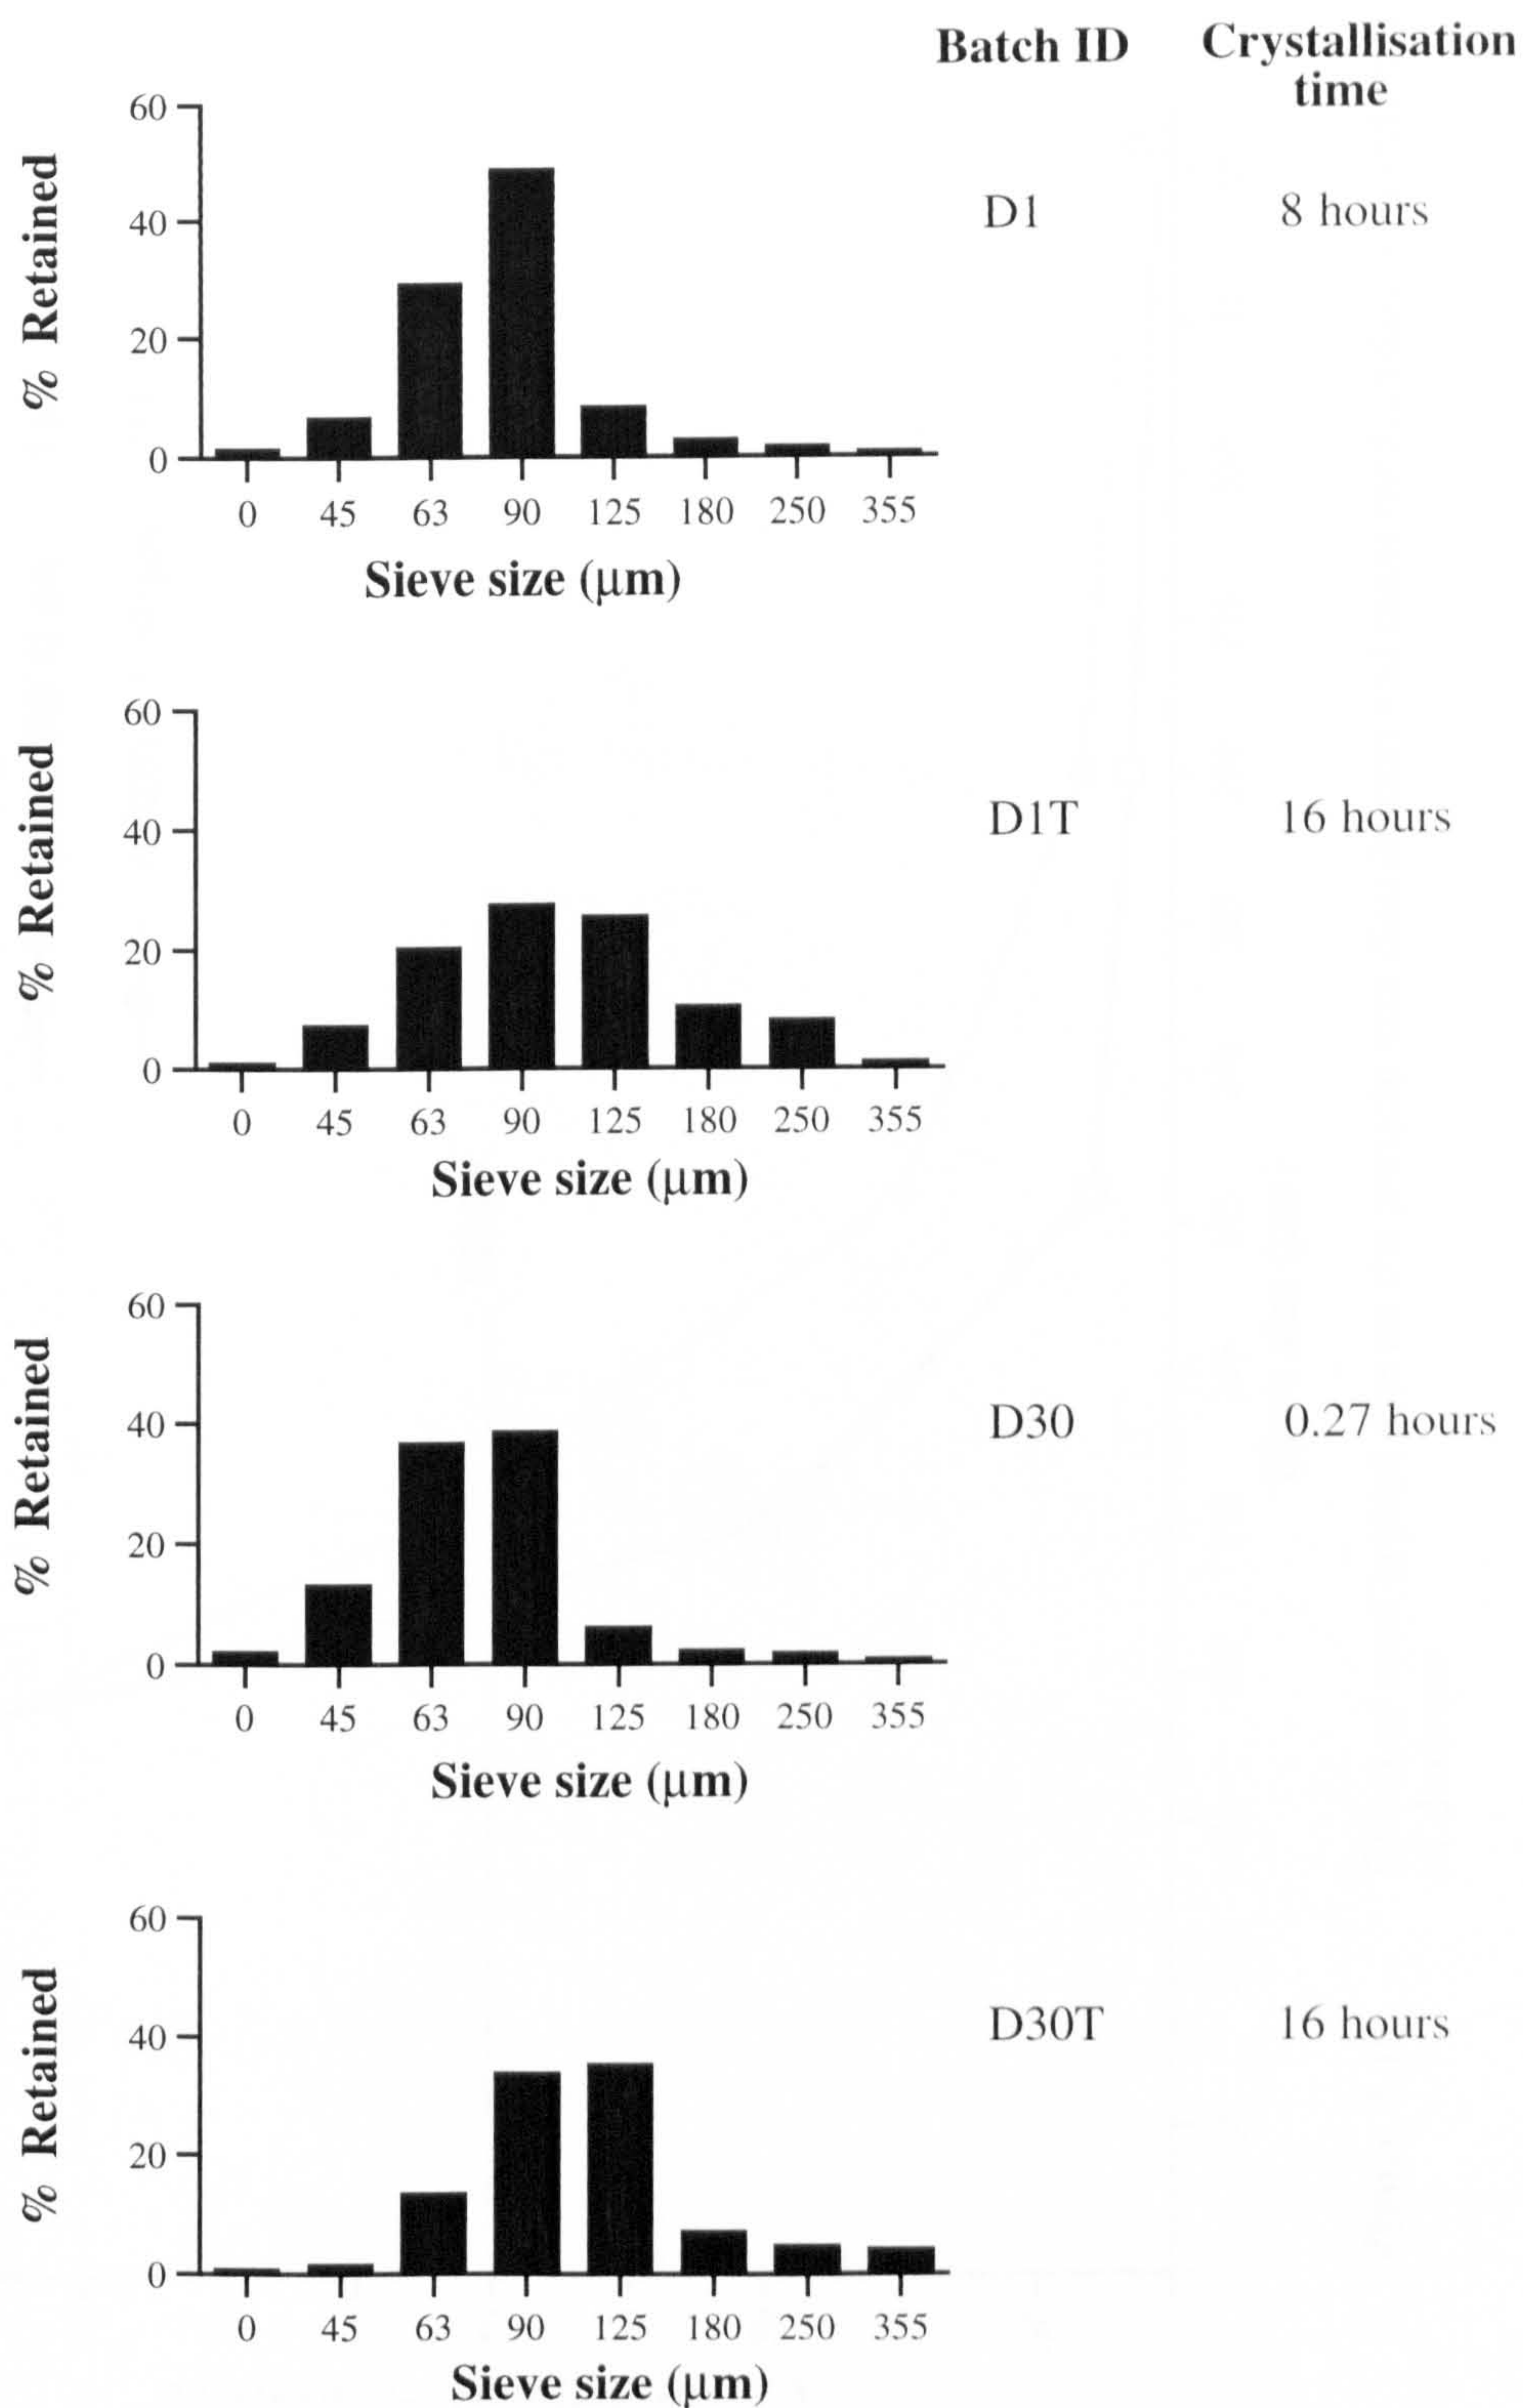 Batch ID Crystallisation
time
% Retained
60
40
20
0
D1 8 hours
0 45 63 90 125 180 250 355
Sieve size (μm)
% Retained
60
40
20
0
D1T 16 hours
0 45 63 90 125 180 250 355
Sieve size (μm)
% Retained
60
40
20
0
D30 0.27 hours
0 45 63 90 125 180 250 355
Sieve size (μm)
% Retained
60
40
20
0
D30T 16 hours
0 45 63 90 125 180 250 355
Sieve size (μm)